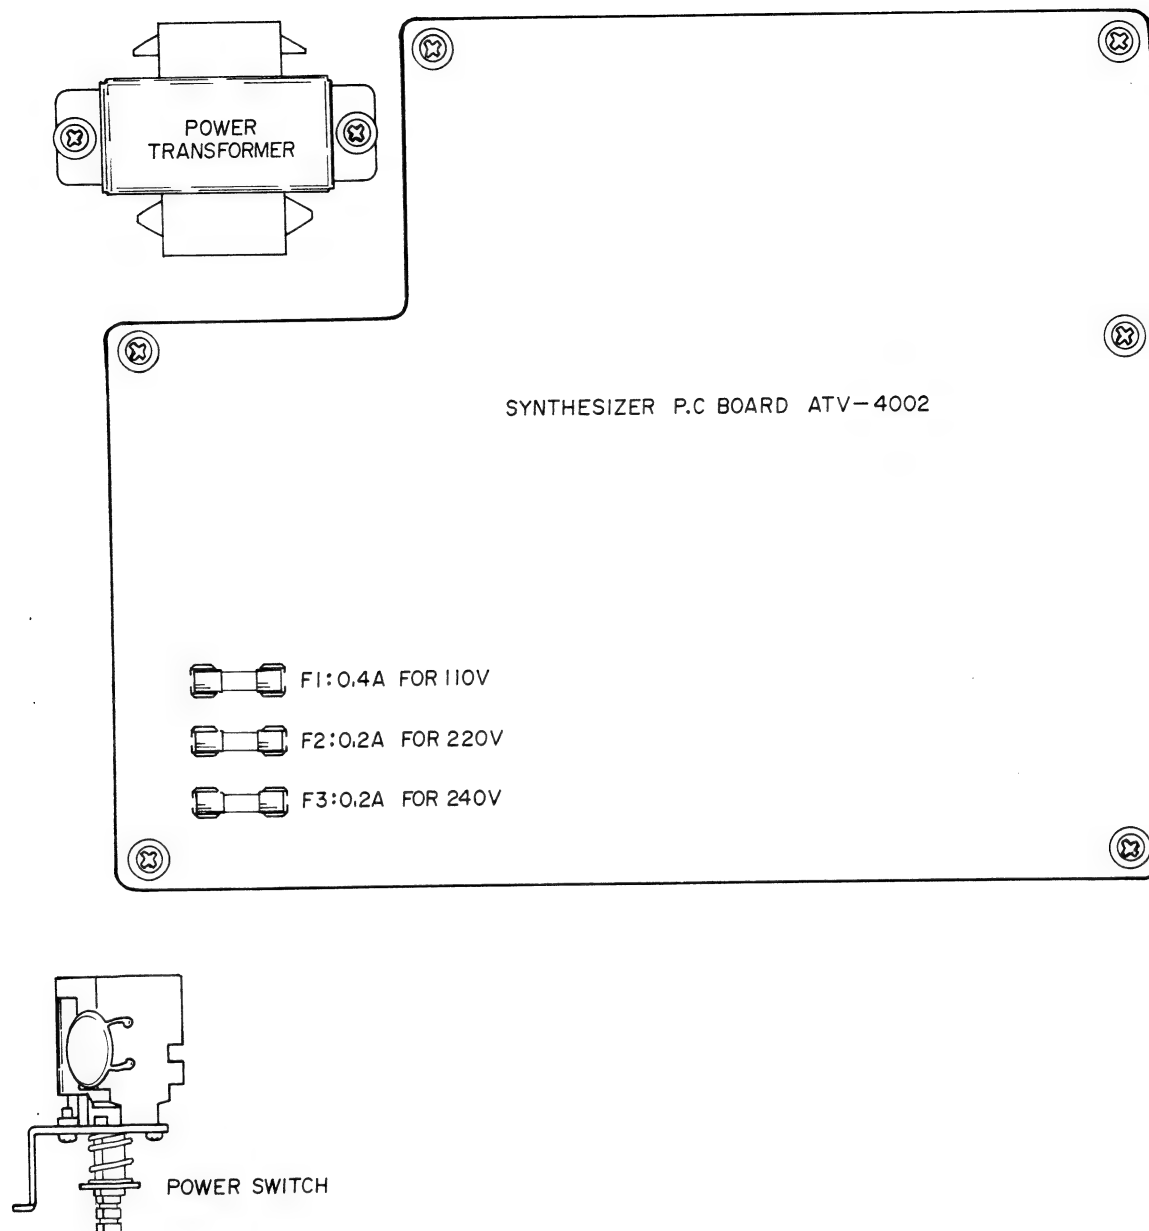 POWER
TRANSFORMER
SYNTHESIZER P.C BOARD ATV-4002
F1:0.4A FOR 110V
F2:0.2A FOR 220V
F3:0.2A FOR 240V
POWER SWITCH